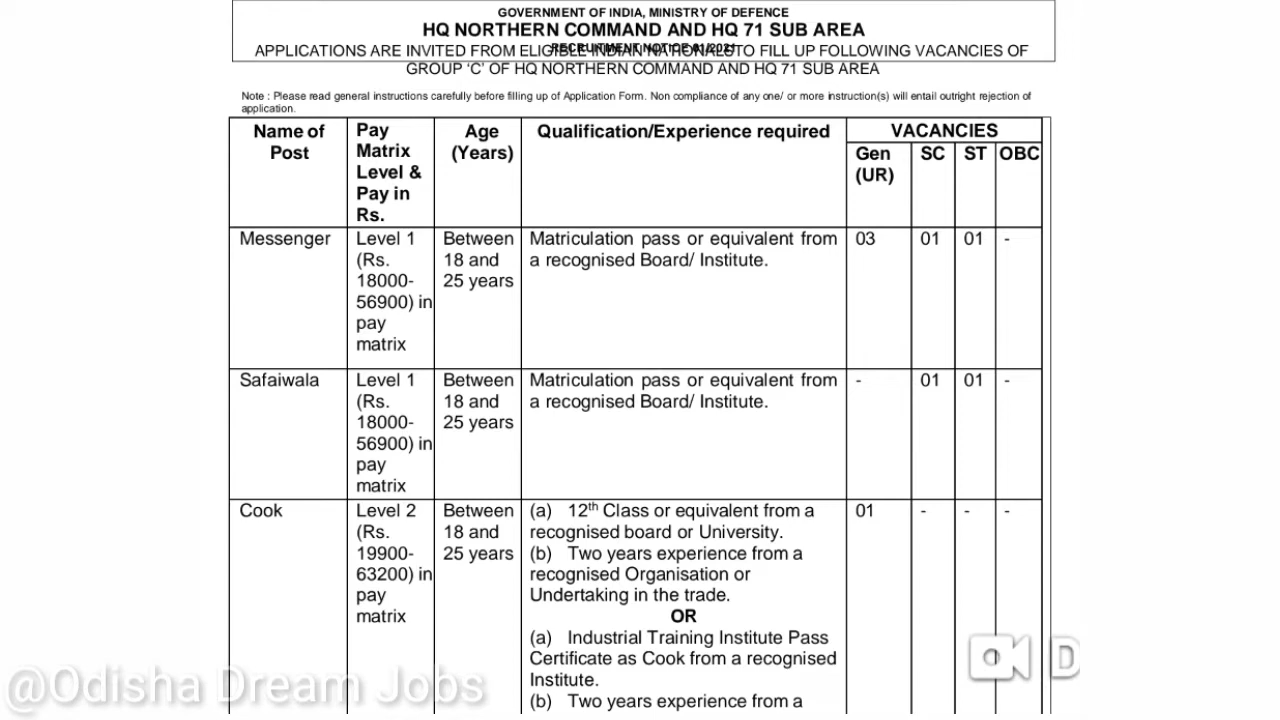 GOVERNMENT OF INDIA, MINISTRY OF DEFENCE
HQ NORTHERN COMMAND AND HQ 71 SUB AREA
RECRUITMENT NOTICE 01/2021
APPLICATIONS ARE INVITED FROM ELIGIBLE INDIAN NATIONALS TO FILL UP FOLLOWING VACANCIES OF
GROUP ‘C’ OF HQ NORTHERN COMMAND AND HQ 71 SUB AREA
Note : Please read general instructions carefully before filling up of Application Form. Non compliance of any one/ or more instruction(s) will entail outright rejection of
application.
Name of
Post
Pay
Matrix
Level &
Pay in
Rs.
Age
(Years)
Qualification/Experience required
VACANCIES
Gen
(UR)
SC
ST
OBC
Messenger
Level 1
(Rs.
18000-
56900) in
pay
matrix
Between
18 and
25 years
Matriculation pass or equivalent from
a recognised Board/ Institute.
03
01
01
-
Safaiwala
Level 1
(Rs.
18000-
56900) in
pay
matrix
Between
18 and
25 years
Matriculation pass or equivalent from
a recognised Board/ Institute.
-
01
01
-
Cook
Level 2
(Rs.
19900-
63200) in
pay
matrix
Between
18 and
25 years
(a) 12th Class or equivalent from a
recognised board or University.
(b) Two years experience from a
recognised Organisation or
Undertaking in the trade.
OR
(a) Industrial Training Institute Pass
Certificate as Cook from a recognised
Institute.
(b) Two years experience from a
01
-
-
-
@Odisha Dream Jobs
D